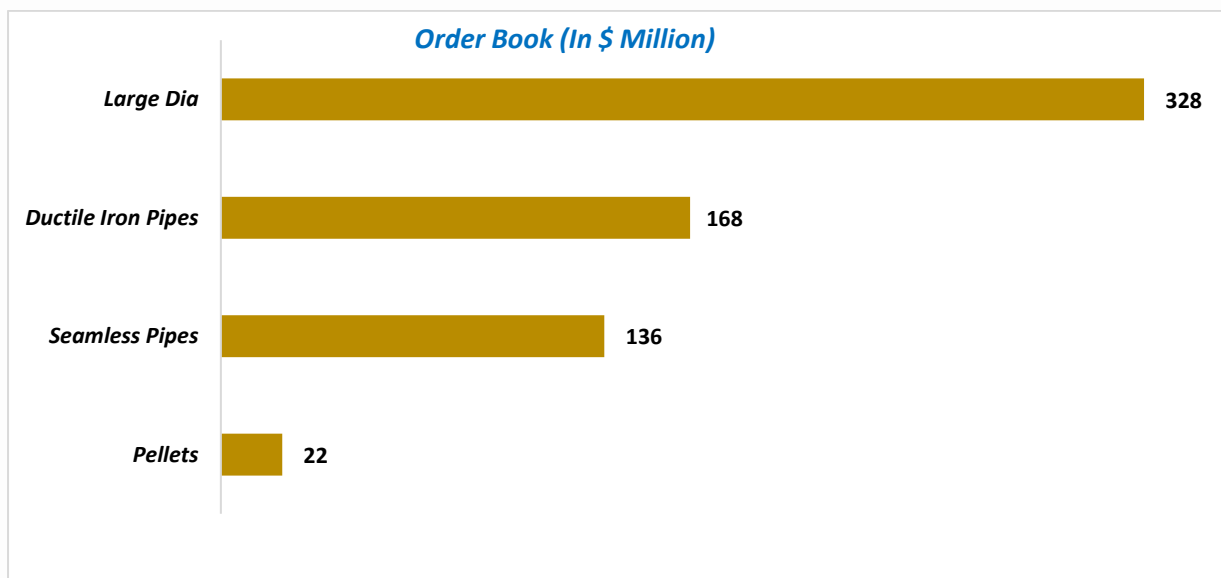 Order Book (In $ Million)
Large Dia 328
Ductile Iron Pipes 168
Seamless Pipes 136
Pellets 22